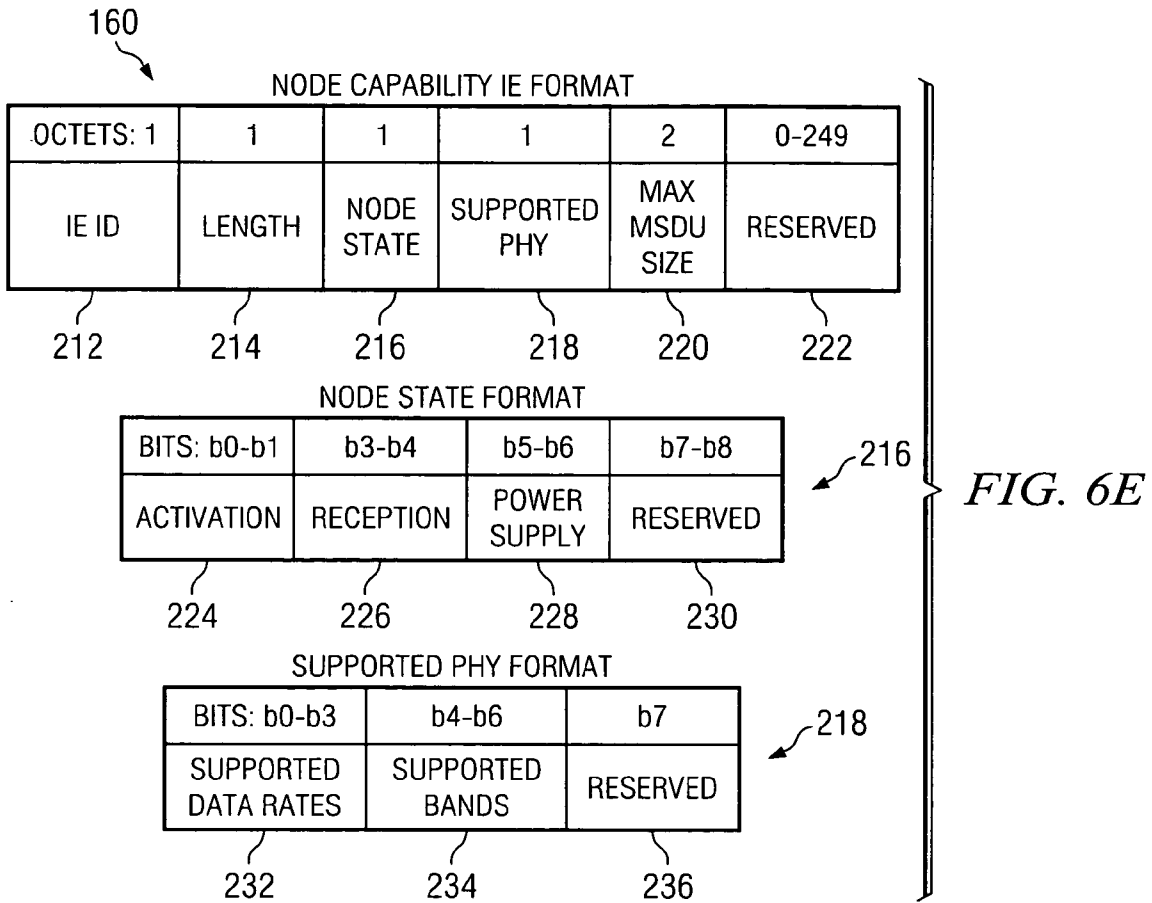 160
NODE CAPABILITY IE FORMAT
OCTETS: 1 1 1 1 2 0-249
IE ID LENGTH NODE STATE SUPPORTED PHY MAX MSDU SIZE RESERVED
212 214 216 218 220 222
NODE STATE FORMAT
BITS: b0-b1 b3-b4 b5-b6 b7-b8
ACTIVATION RECEPTION POWER SUPPLY RESERVED
216
224 226 228 230
FIG. 6E
SUPPORTED PHY FORMAT
BITS: b0-b3 b4-b6 b7
SUPPORTED DATA RATES SUPPORTED BANDS RESERVED
218
232 234 236